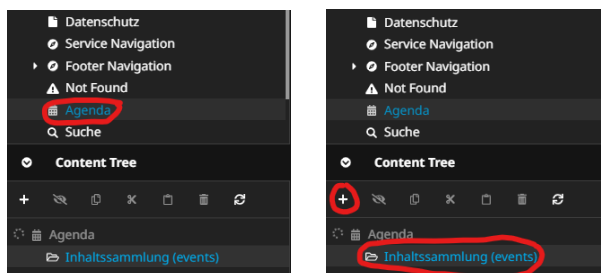 Datenschutz
Service Navigation
Footer Navigation
Not Found
Agenda
Suche
Content Tree
Agenda
Inhaltssammlung (events)
Datenschutz
Service Navigation
Footer Navigation
Not Found
Agenda
Suche
Content Tree
Agenda
Inhaltssammlung (events)